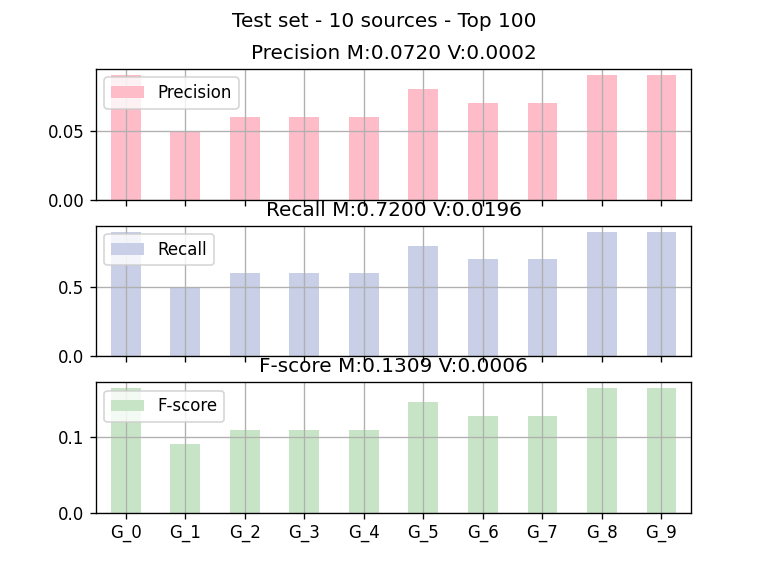 Test set - 10 sources - Top 100
Precision M:0.0720 V:0.0002
Precision
0.05
0.00
Recall M:0.7200 V:0.0196
Recall
0.5
0.0
F-score M:0.1309 V:0.0006
F-score
0.1
0.0
G_0 G_1 G_2 G_3 G_4 G_5 G_6 G_7 G_8 G_9